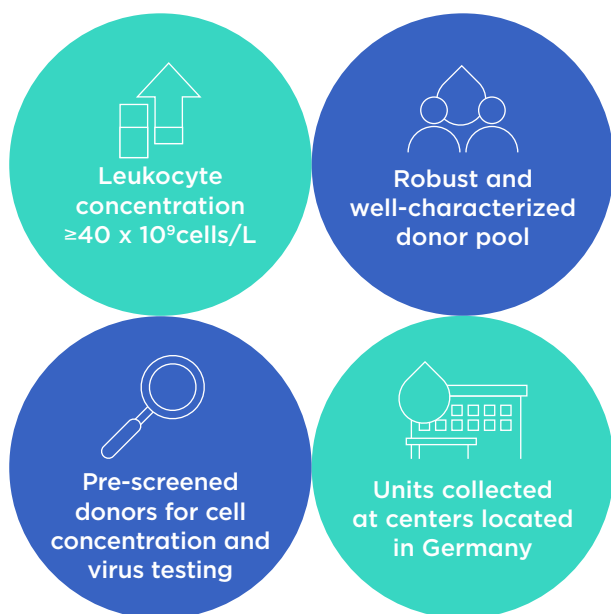 Leukocyte
concentration
≥40 x 10⁹cells/L
Robust and
well-characterized
donor pool
Pre-screened
donors for cell
concentration and
virus testing
Units collected
at centers located
in Germany